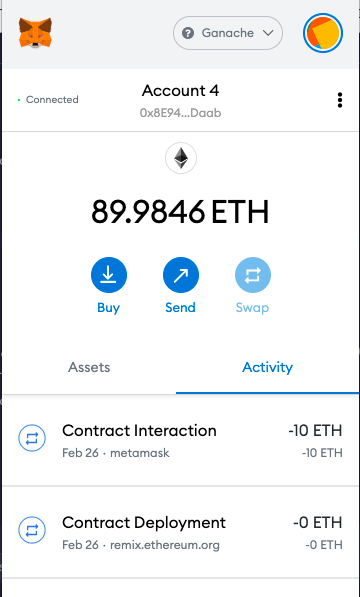 Ganache
Connected
Account 4
0x8E94...Daab
89.9846 ETH
Buy
Send
Swap
Assets
Activity
Contract Interaction
-10 ETH
Feb 26 · metamask
-10 ETH
Contract Deployment
-0 ETH
Feb 26 · remix.ethereum.org
-0 ETH